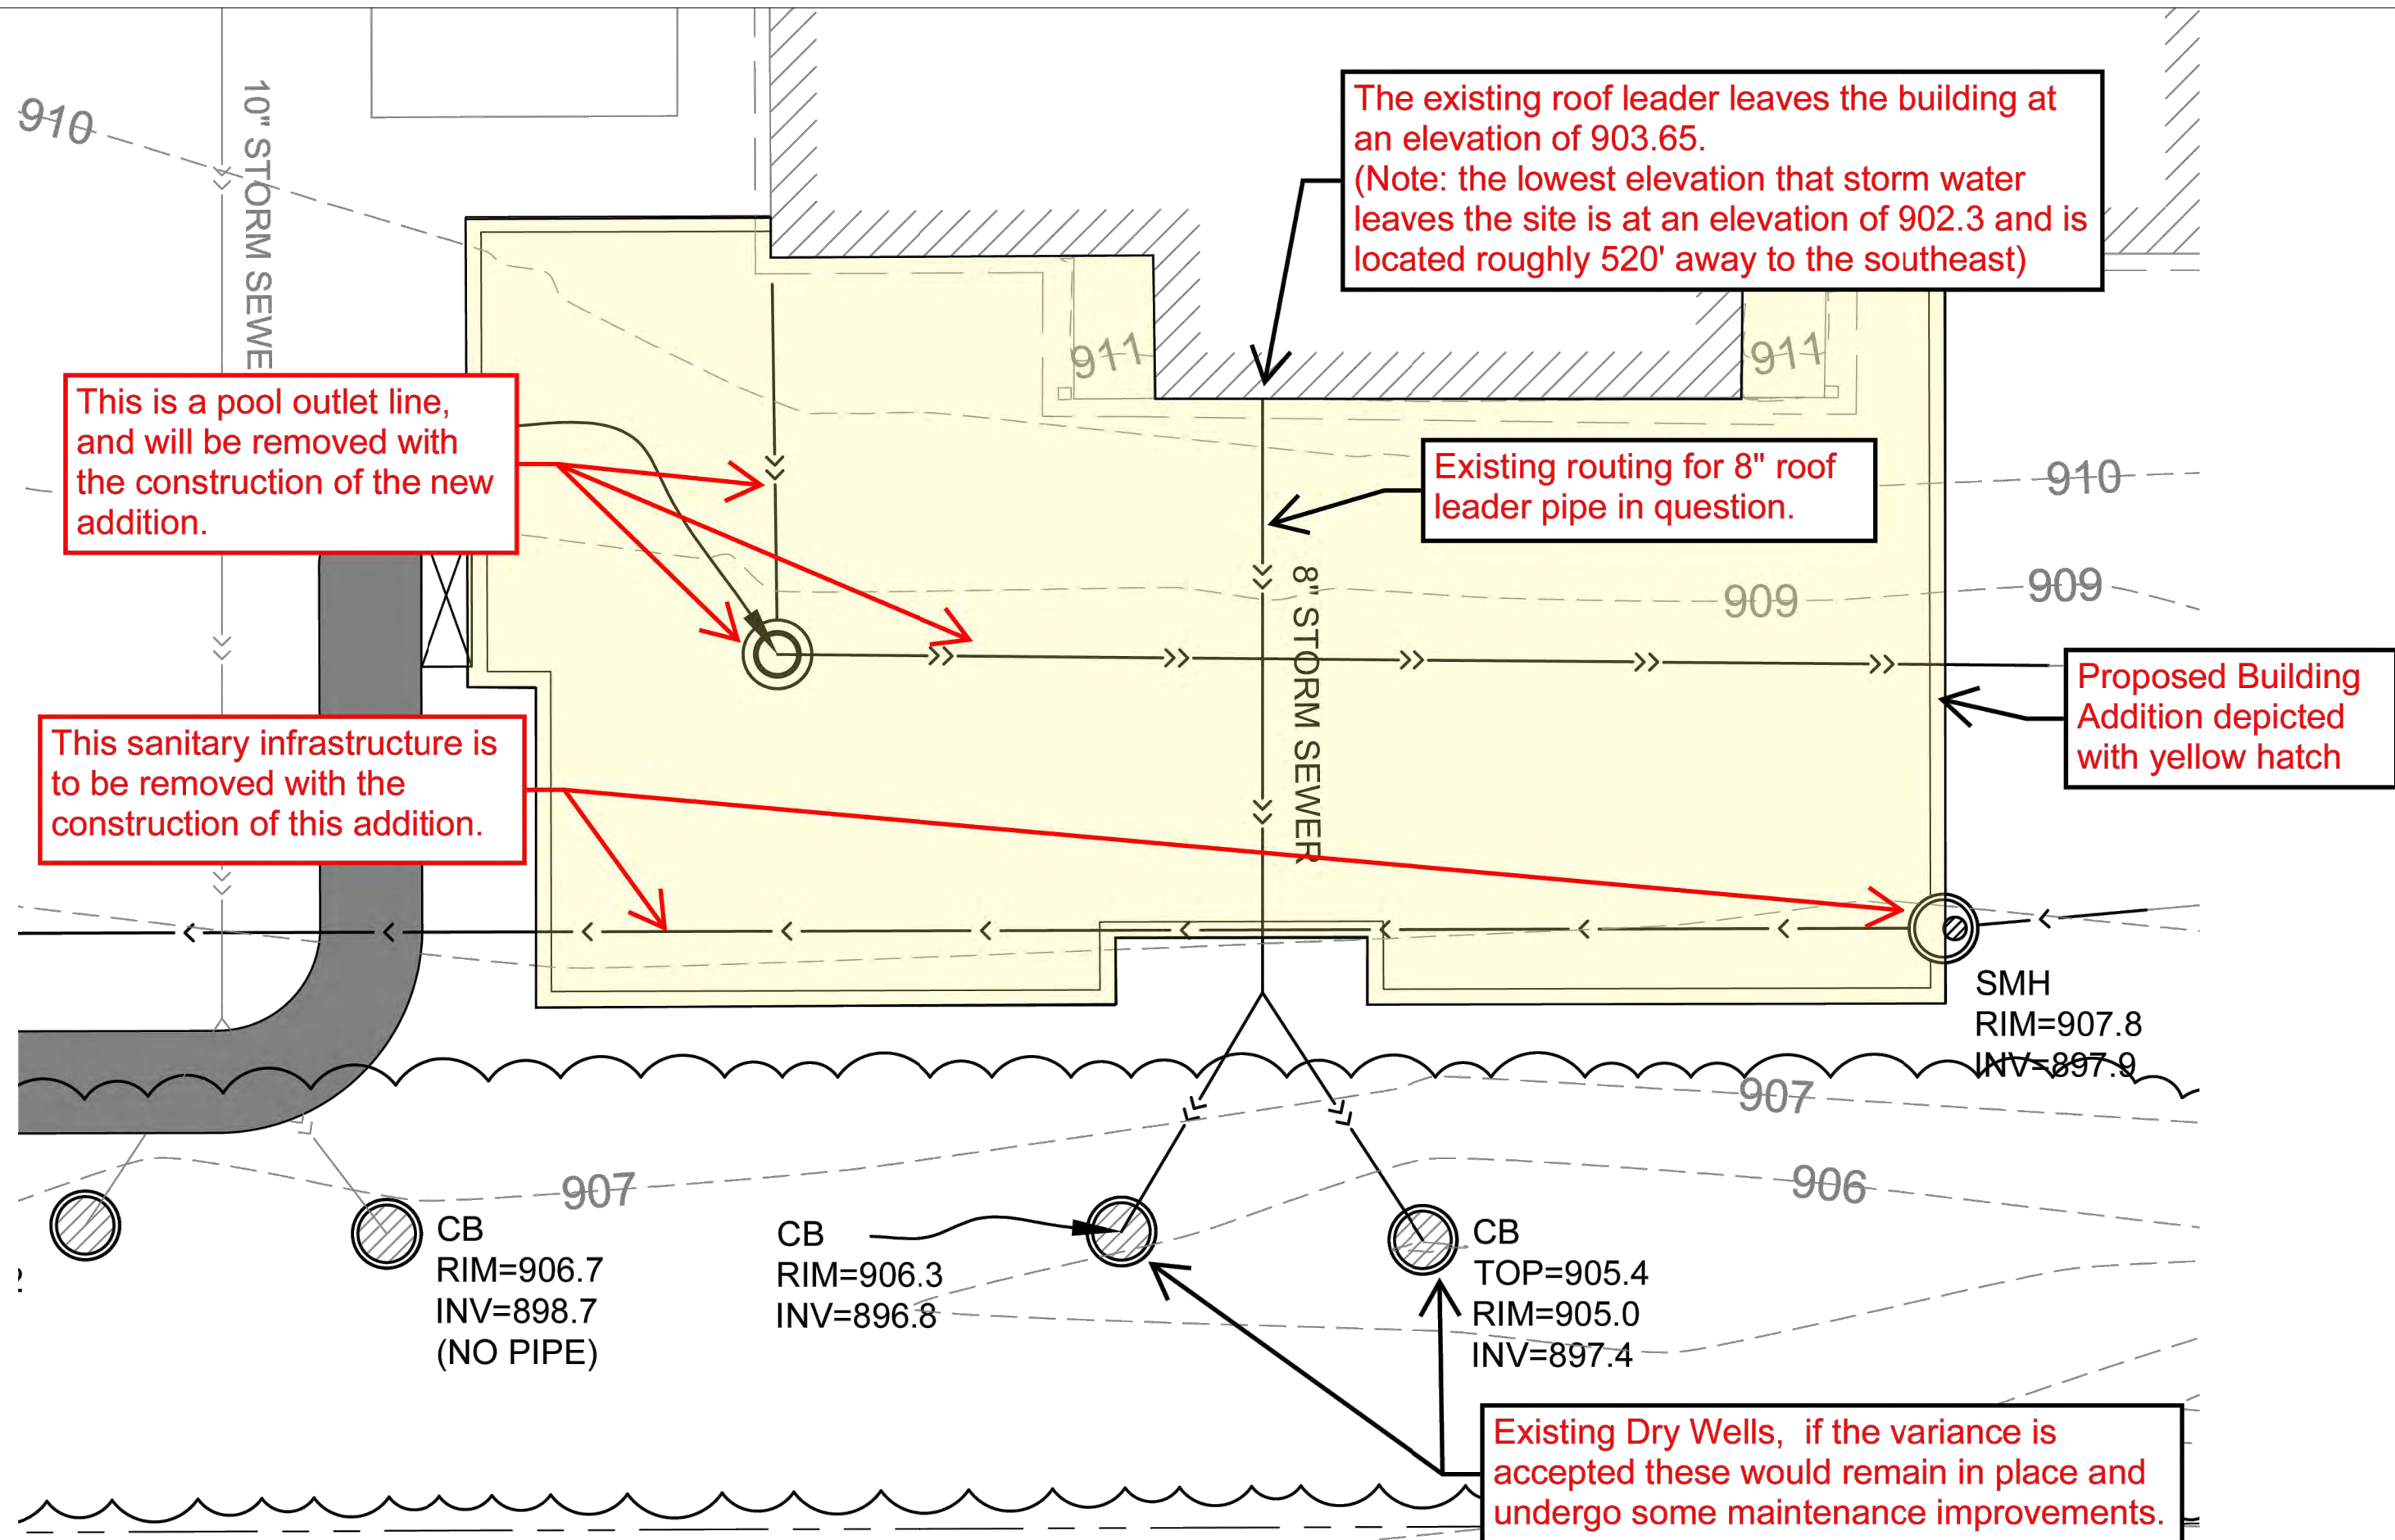 The existing roof leader leaves the building at
an elevation of 903.65.
(Note: the lowest elevation that storm water
leaves the site is at an elevation of 902.3 and is
located roughly 520' away to the southeast)
910
10" STORM SEWE
911
911
This is a pool outlet line,
and will be removed with
the construction of the new
addition.
Existing routing for 8" roof
leader pipe in question.
910
909
909
8" STORM SEWER
Proposed Building
Addition depicted
with yellow hatch
This sanitary infrastructure is
to be removed with the
construction of this addition.
SMH
RIM=907.8
INV=897.9
907
906
907
CB
RIM=906.7
INV=898.7
(NO PIPE)
CB
RIM=906.3
INV=896.8
CB
TOP=905.4
RIM=905.0
INV=897.4
Existing Dry Wells,  if the variance is
accepted these would remain in place and
undergo some maintenance improvements.